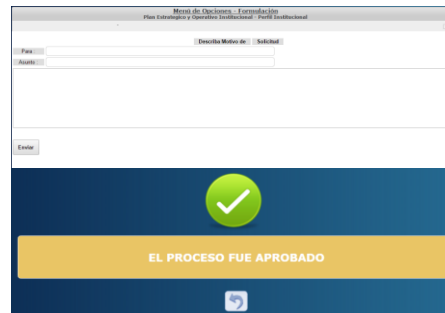 Menú de Opciones - Formulación
Plan Estrategico y Operativo Institucional - Perfil Institucional
Describa Motivo de Solicitud
Para
Asunto
Enviar
EL PROCESO FUE APROBADO